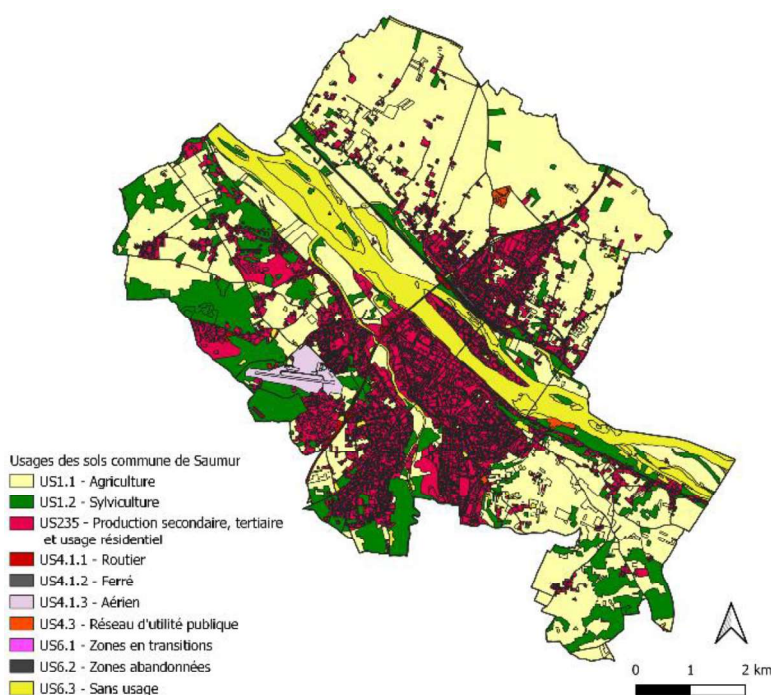 Usages des sols commune de Saumur
US1.1 - Agriculture
US1.2 - Sylviculture
US235 - Production secondaire, tertiaire
et usage résidentiel
US4.1.1 - Routier
US4.1.2 - Ferré
US4.1.3 - Aérien
US4.3 - Réseau d'utilité publique
US6.1 - Zones en transitions
US6.2 - Zones abandonnées
US6.3 - Sans usage
0 1 2 km